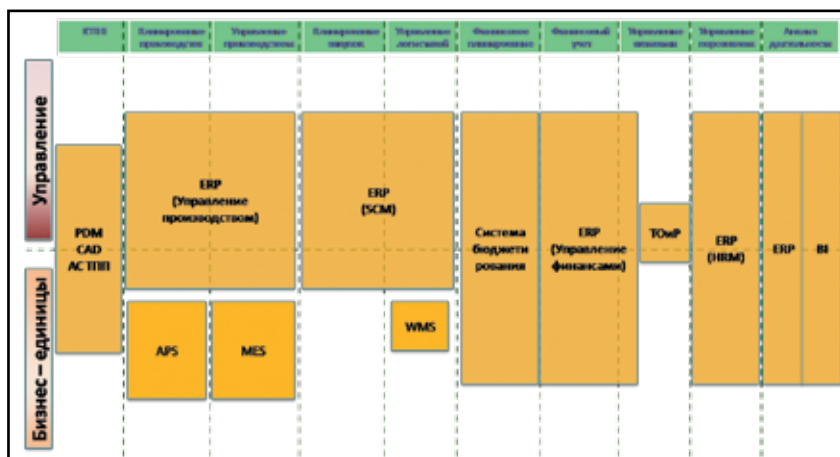 КТПП
Планирование производства
Управление производством
Планирование закупок
Управление логистикой
Финансовое планирование
Финансовый учет
Управление
Управление персоналом
Анализ деятельности
Управление
Бизнес – единицы
PDM
CAD
АС ТПП
ERP
(Управление
производством)
ERP
(SCM)
Система
бюджети
рования
ERP
(Управление
финансами)
ТОиР
ERP
(HRM)
ERP
BI
APS
MES
WMS